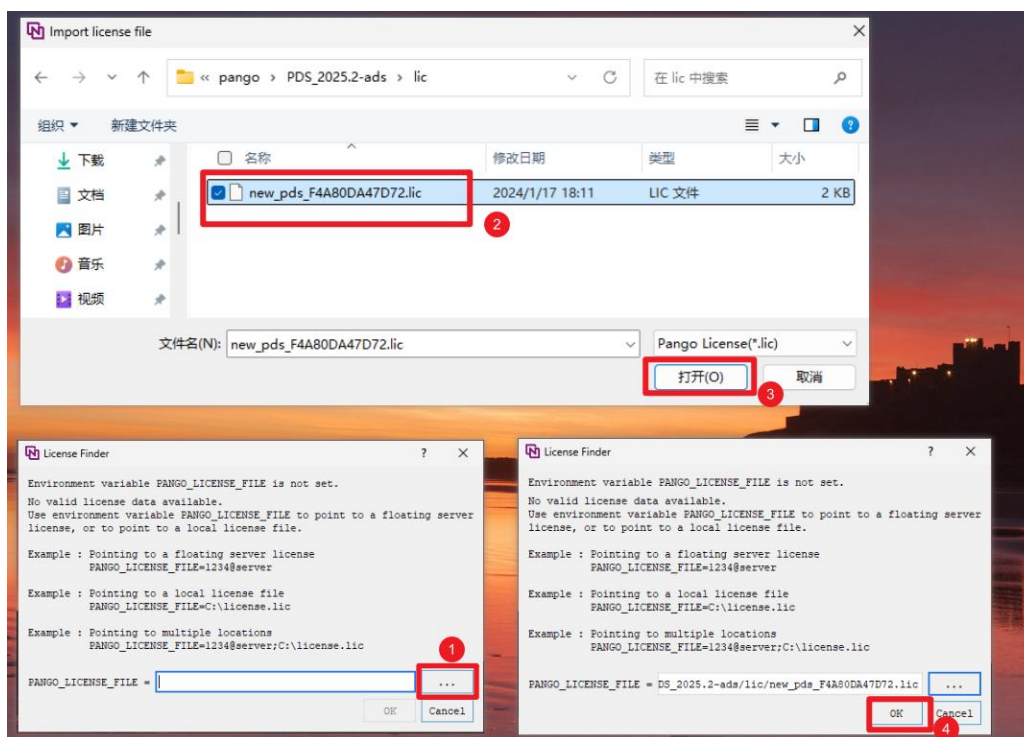 Import license file
« pango > PDS_2025.2-ads > lic
在 lic 中搜索
组织
新建文件夹
名称
修改日期
类型
大小
下载
文档
图片
音乐
视频
new_pds_F4A80DA47D72.lic
2024/1/17 18:11
LIC 文件
2 KB
2
文件名(N):
new_pds_F4A80DA47D72.lic
Pango License(*.lic)
打开(O)
取消
3
License Finder
Environment variable PANGO_LICENSE_FILE is not set.
No valid license data available.
Use environment variable PANGO_LICENSE_FILE to point to a floating server
license, or to point to a local license file.
Example : Pointing to a floating server license
PANGO_LICENSE_FILE=1234@server
Example : Pointing to a local license file
PANGO_LICENSE_FILE=C:\license.lic
Example : Pointing to multiple locations
PANGO_LICENSE_FILE=1234@server;C:\license.lic
1
PANGO_LICENSE_FILE =
...
OK
Cancel
License Finder
Environment variable PANGO_LICENSE_FILE is not set.
No valid license data available.
Use environment variable PANGO_LICENSE_FILE to point to a floating server
license, or to point to a local license file.
Example : Pointing to a floating server license
PANGO_LICENSE_FILE=1234@server
Example : Pointing to a local license file
PANGO_LICENSE_FILE=C:\license.lic
Example : Pointing to multiple locations
PANGO_LICENSE_FILE=1234@server;C:\license.lic
PANGO_LICENSE_FILE = DS_2025.2-ads/lic/new_pds_F4A80DA47D72.lic
...
OK
Cancel
4